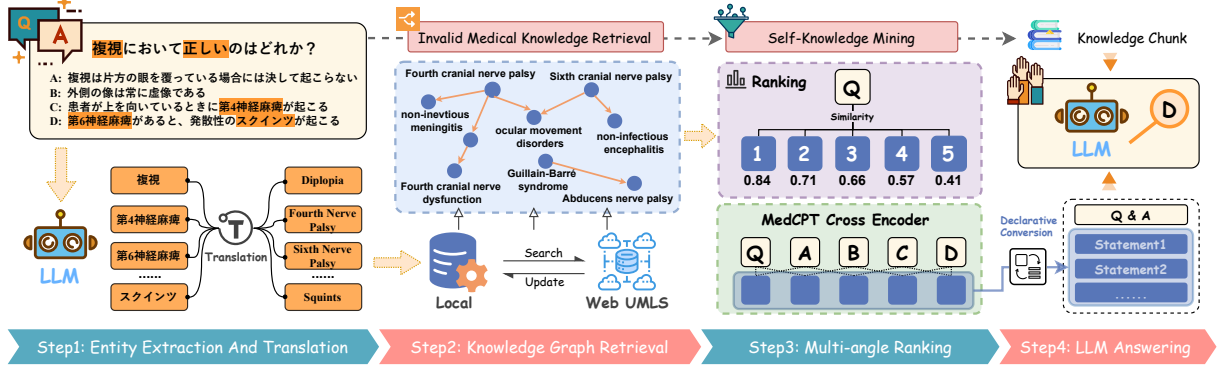 Q
A
複視において正しいのはどれか？
A: 複視は片方の眼を覆っている場合には決して起こらない
B: 外側の像は常に虚像である
C: 患者が上を向いているときに第4神経麻痺が起こる
D: 第6神経麻痺があると、発散性のスクインツが起こる
LLM
複視
第4神経麻痺
第6神経麻痺
......
スクインツ
T
Translation
Diplopia
Fourth Nerve
Palsy
Sixth Nerve
Palsy
......
Squints
Invalid Medical Knowledge Retrieval
Fourth cranial nerve palsy
Sixth cranial nerve palsy
non-inevtious
meningitis
ocular movement
disorders
non-infectious
encephalitis
Fourth cranial nerve
dysfunction
Guillain-Barré
syndrome
Abducens nerve palsy
Local
Search
Update
Web UMLS
Self-Knowledge Mining
Ranking
Q
Similarity
1 2 3 4 5
0.84 0.71 0.66 0.57 0.41
MedCPT Cross Encoder
Q A B C D
Declarative
Conversion
Knowledge Chunk
LLM
D
Q & A
Statement1
Statement2
......
Step1: Entity Extraction And Translation
Step2: Knowledge Graph Retrieval
Step3: Multi-angle Ranking
Step4: LLM Answering